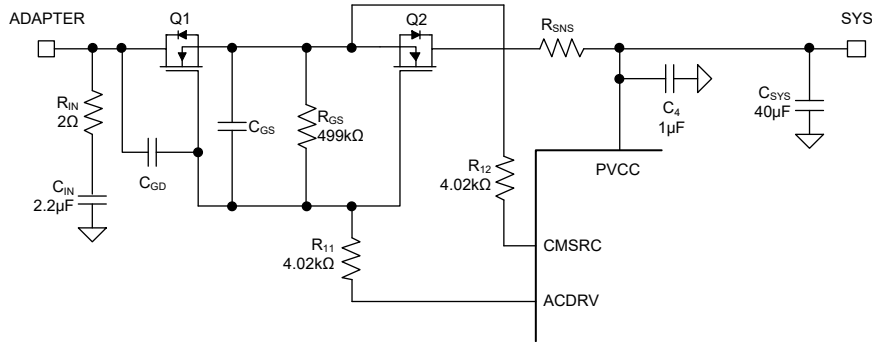 ADAPTER
Q1
Q2
RSNS
SYS
RIN
2Ω
CIN
2.2μF
CGD
CGS
RGS
499kΩ
R12
4.02kΩ
C4
1μF
CSYS
40μF
PVCC
CMSRC
R11
4.02kΩ
ACDRV